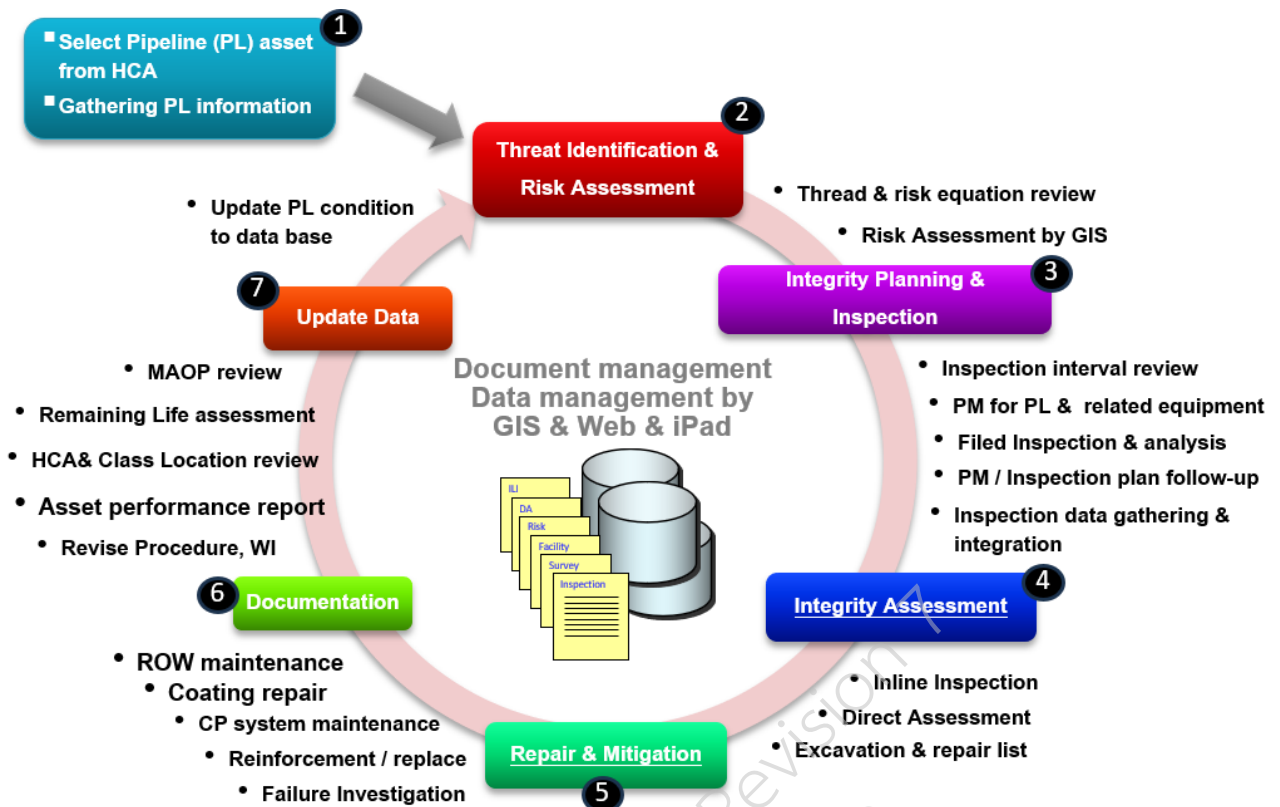 1
▪ Select Pipeline (PL) asset
from HCA
▪ Gathering PL information
2
Threat Identification &
Risk Assessment
• Thread & risk equation review
• Risk Assessment by GIS
3
Integrity Planning &
Inspection
• Inspection interval review
• PM for PL & related equipment
• Filed Inspection & analysis
• PM / Inspection plan follow-up
• Inspection data gathering &
integration
4
Integrity Assessment
• Inline Inspection
• Direct Assessment
• Excavation & repair list
Repair & Mitigation
5
• ROW maintenance
• Coating repair
• CP system maintenance
• Reinforcement / replace
• Failure Investigation
6
Documentation
• MAOP review
• Remaining Life assessment
• HCA& Class Location review
• Asset performance report
• Revise Procedure, WI
7
Update Data
• Update PL condition
to data base
Document management
Data management by
GIS & Web & iPad
ILI
DA
Risk
Facility
Survey
Inspection
Revision 7